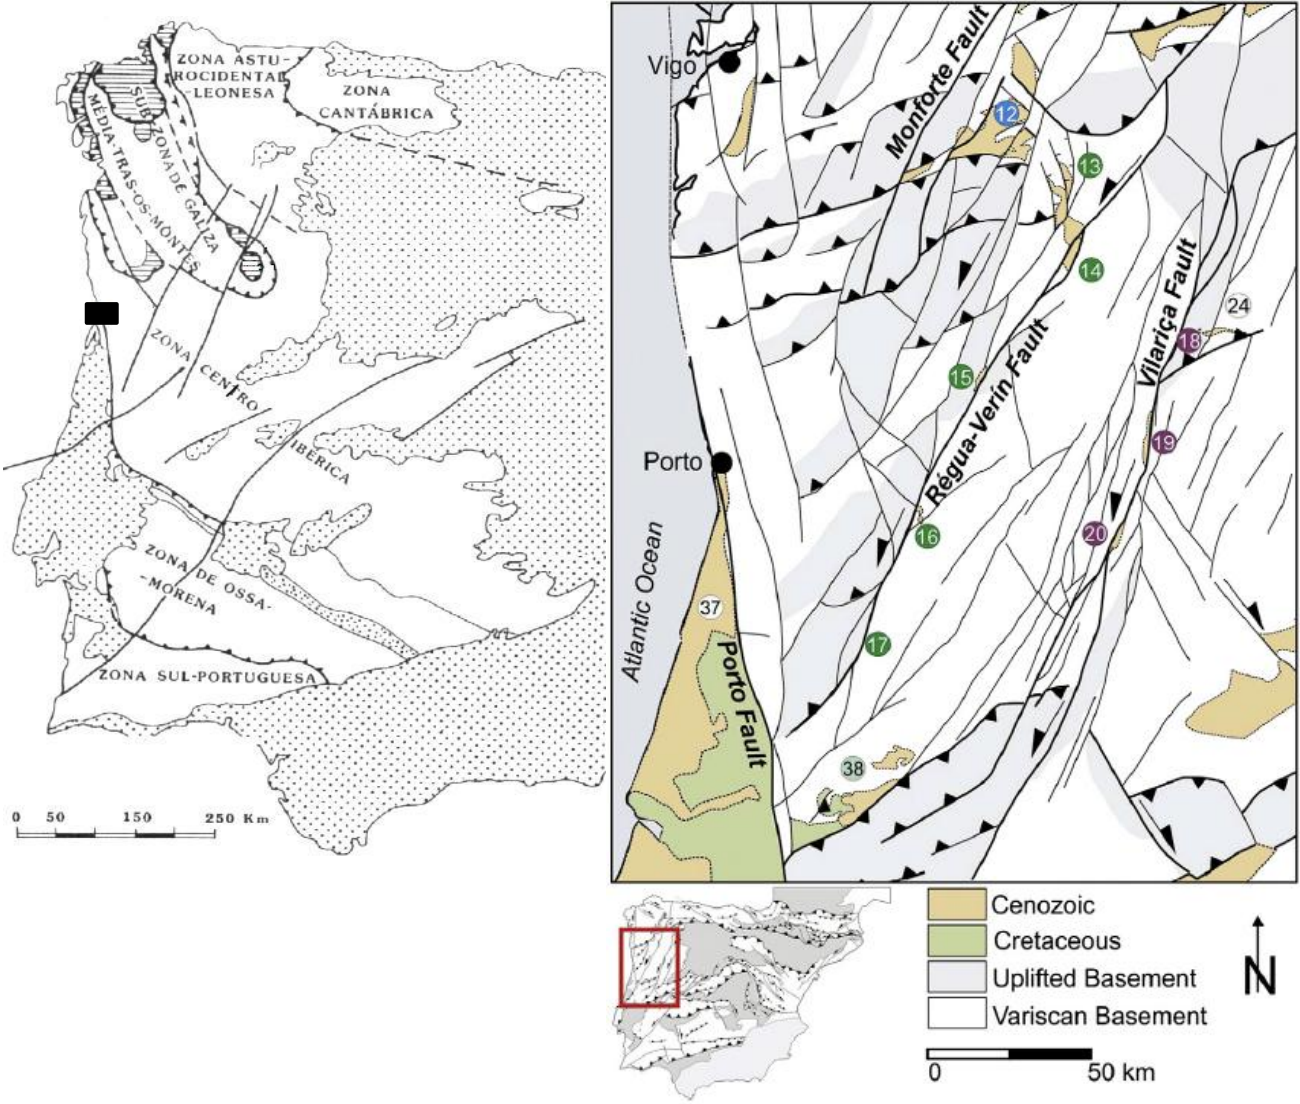 ZONA ASTU-
ROCIDENTAL
-LEONESA
ZONA
CANTÁBRICA
SUB ZONA DE GALIZA
MÉDIA-TRAS-OS-MONTES
ZONA CENTRO IBÉRICA
ZONA DE OSSA-
-MORENA
ZONA SUL-PORTUGUESA
0 50 150 250 Km
Vigo
Monforte Fault
12
13
14
Vilariça Fault
24
18
15
Régua-Verín Fault
19
Porto
16
20
Atlantic Ocean
37
17
Porto Fault
38
Cenozoic
Cretaceous
Uplifted Basement
Variscan Basement
N
0 50 km